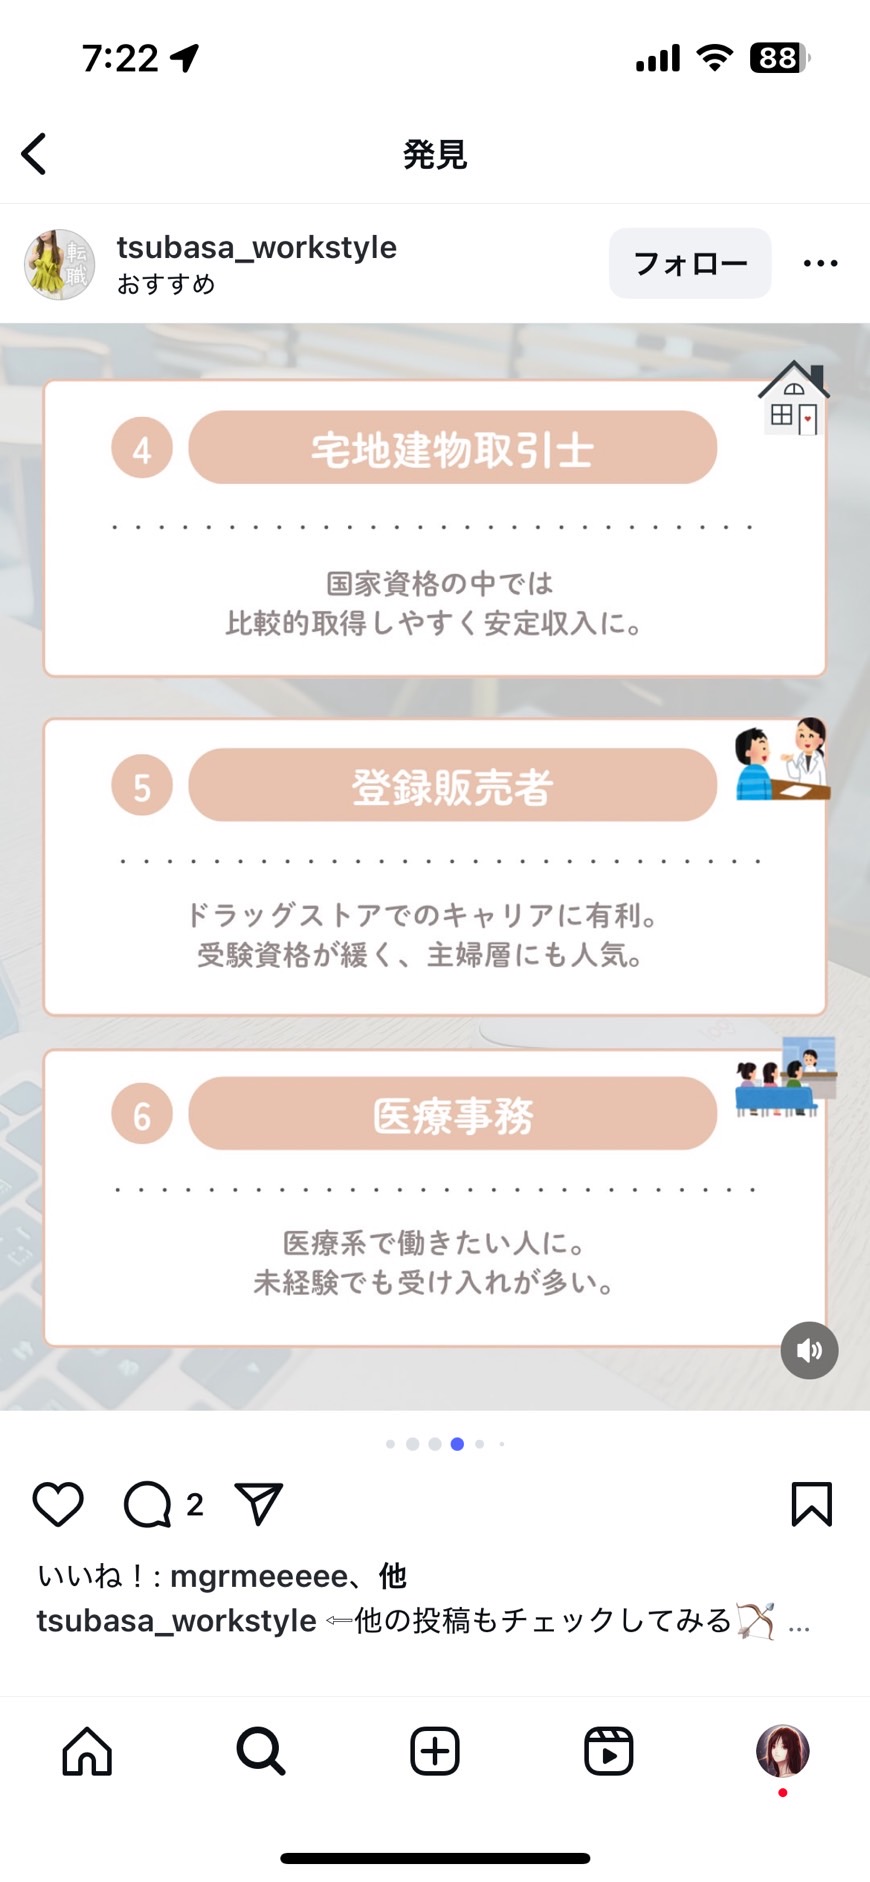 7:22
88
発見
tsubasa_workstyle
おすすめ
フォロー
転職
4
宅地建物取引士
国家資格の中では
比較的取得しやすく安定収入に。
5
登録販売者
ドラッグストアでのキャリアに有利。
受験資格が緩く、主婦層にも人気。
6
医療事務
医療系で働きたい人に。
未経験でも受け入れが多い。
2
いいね！: mgrmeeeee、他
tsubasa_workstyle ⇦他の投稿もチェックしてみる🏹 ...